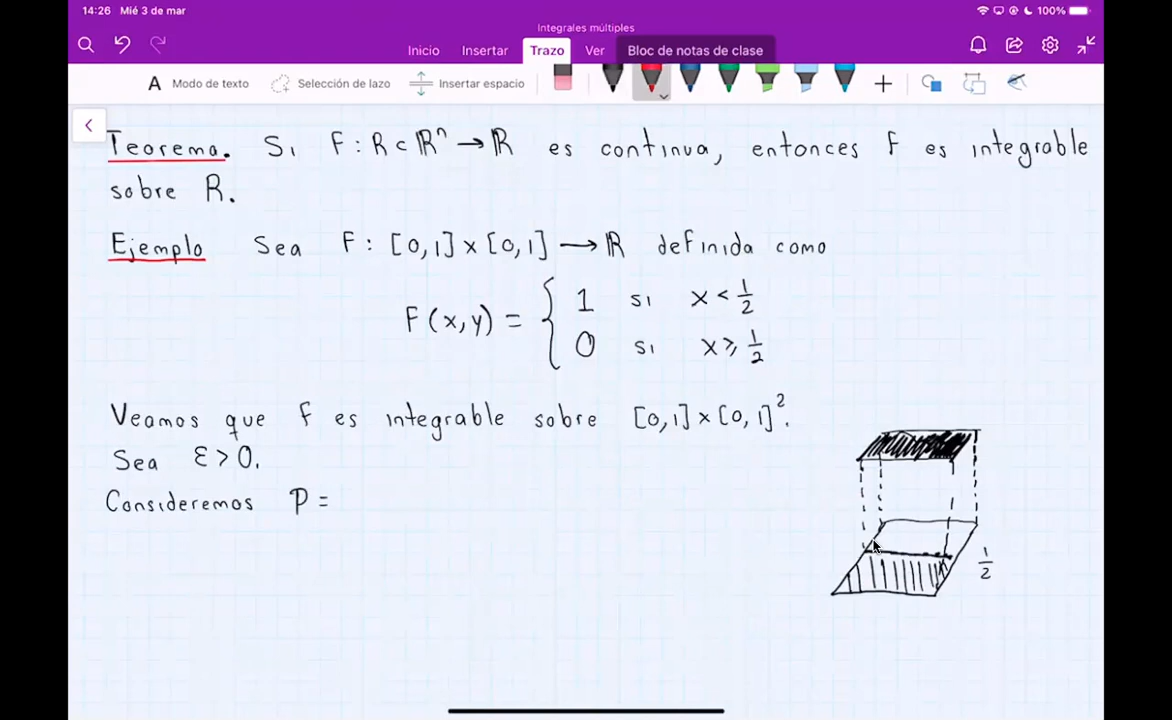 14:26 Mié 3 de mar
100%
Integrales múltiples
Inicio Insertar Trazo Ver Bloc de notas de clase
A Modo de texto Selección de lazo Insertar espacio
Teorema. Si F : R ⊂ ℝⁿ → ℝ es continua, entonces F es integrable
sobre R.
Ejemplo Sea F : [0,1] × [0,1] → ℝ definida como
F(x,y) = { 1 si x < 1/2
0 si x ≥ 1/2
Veamos que F es integrable sobre [0,1] × [0,1]².
Sea ε > 0.
Consideremos P =
1/2